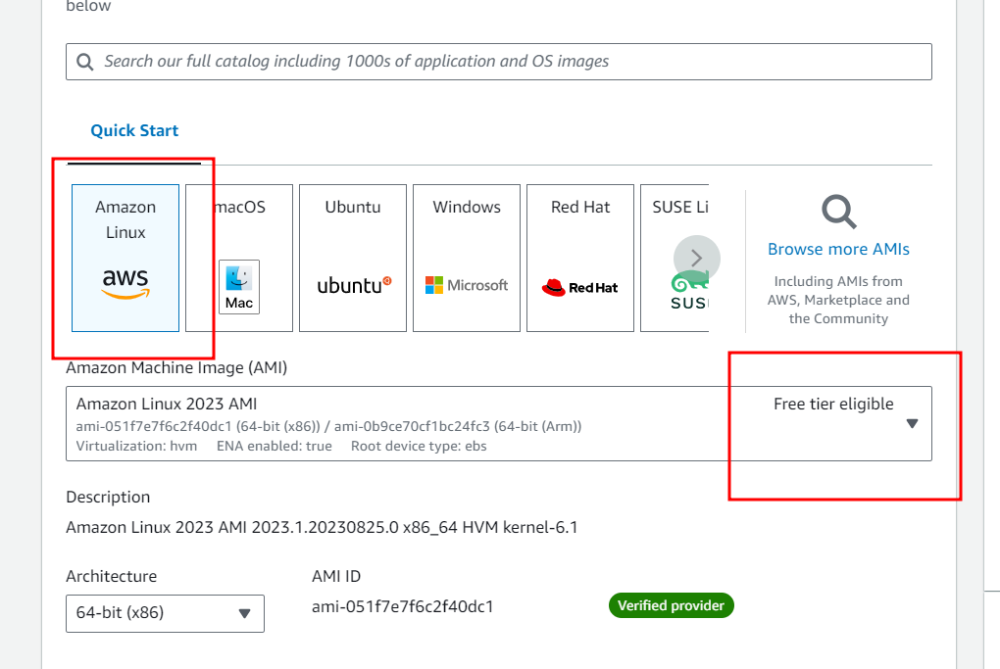 below
Search our full catalog including 1000s of application and OS images
Quick Start
Amazon
Linux
aws
macOS
Mac
Ubuntu
ubuntu
Windows
Microsoft
Red Hat
Red Hat
SUSE Li
SUS
Browse more AMIs
Including AMIs from
AWS, Marketplace and
the Community
Amazon Machine Image (AMI)
Amazon Linux 2023 AMI
Free tier eligible
ami-051f7e7f6c2f40dc1 (64-bit (x86)) / ami-0b9ce70cf1bc24fc3 (64-bit (Arm))
Virtualization: hvm ENA enabled: true Root device type: ebs
Description
Amazon Linux 2023 AMI 2023.1.20230825.0 x86_64 HVM kernel-6.1
Architecture
AMI ID
64-bit (x86)
ami-051f7e7f6c2f40dc1
Verified provider